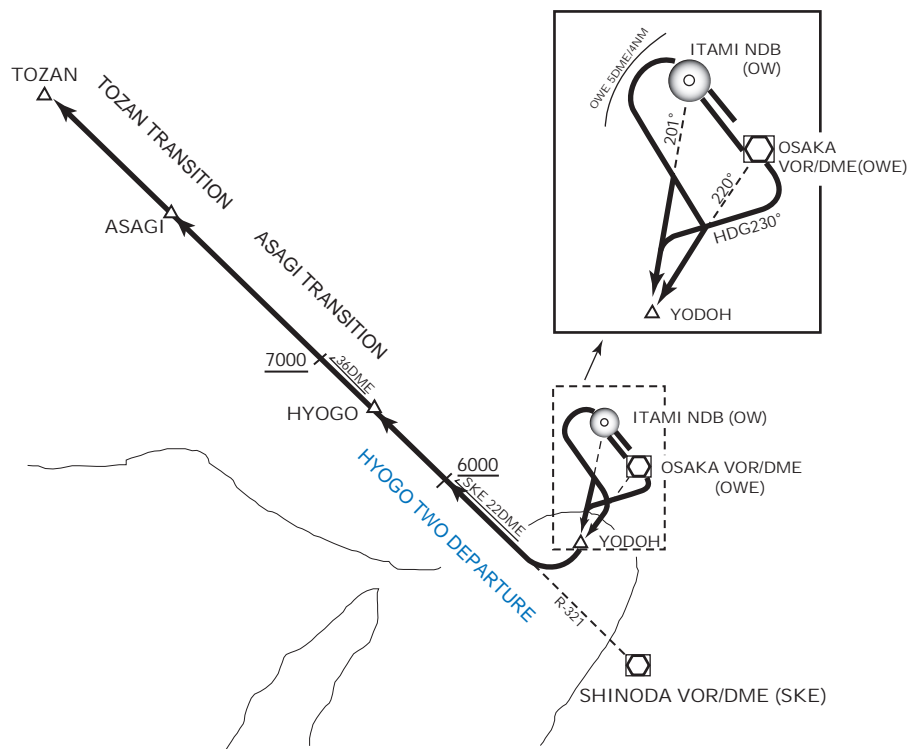 TOZAN
TOZAN TRANSITION
ASAGI
ASAGI TRANSITION
7000
36DME
HYOGO
HYOGO TWO DEPARTURE
6000
SKE 22DME
R-321
SHINODA VOR/DME (SKE)
ITAMI NDB (OW)
OSAKA VOR/DME
(OWE)
YODOH
OWE 5DME/4NM
ITAMI NDB
(OW)
201°
OSAKA
VOR/DME(OWE)
220°
HDG230°
YODOH